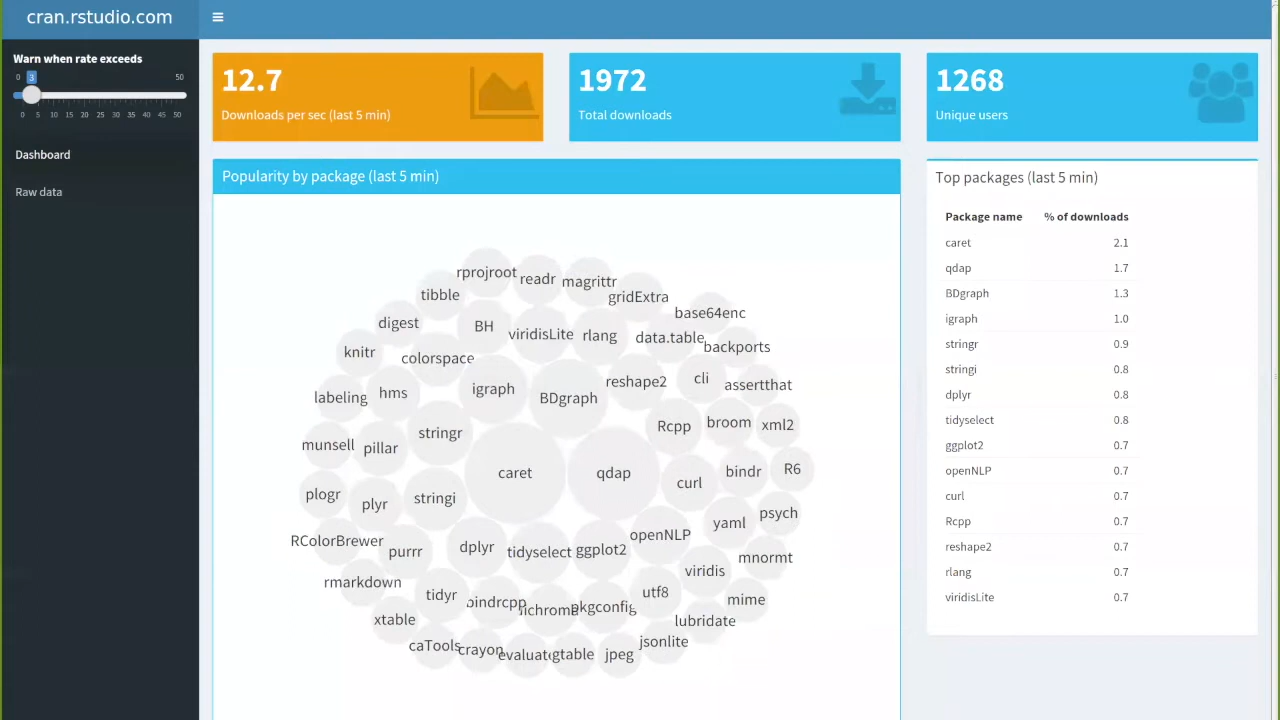 cran.rstudio.com
Warn when rate exceeds
0 3 50
0 5 10 15 20 25 30 35 40 45 50
Dashboard
Raw data
12.7
Downloads per sec (last 5 min)
1972
Total downloads
1268
Unique users
Popularity by package (last 5 min)
rprojroot readr magrittr
tibble gridExtra
base64enc
digest BH viridisLite rlang data.table
backports
knitr colorspace
igraph BDgraph reshape2 cli assertthat
labeling hms
stringr Rcpp broom xml2
munsell pillar
caret qdap curl bindr R6
plogr plyr stringi
psych
yaml
RColorBrewer purrr dplyr tidyselect ggplot2 openNLP
mnormt
rmarkdown viridis
tidyr bindrcpp pkgconfig utf8 mime
xtable lubridate
caTools crayon gtable jpeg jsonlite
Top packages (last 5 min)
Package name % of downloads
caret 2.1
qdap 1.7
BDgraph 1.3
igraph 1.0
stringr 0.9
stringi 0.8
dplyr 0.8
tidyselect 0.8
ggplot2 0.7
openNLP 0.7
curl 0.7
Rcpp 0.7
reshape2 0.7
rlang 0.7
viridisLite 0.7